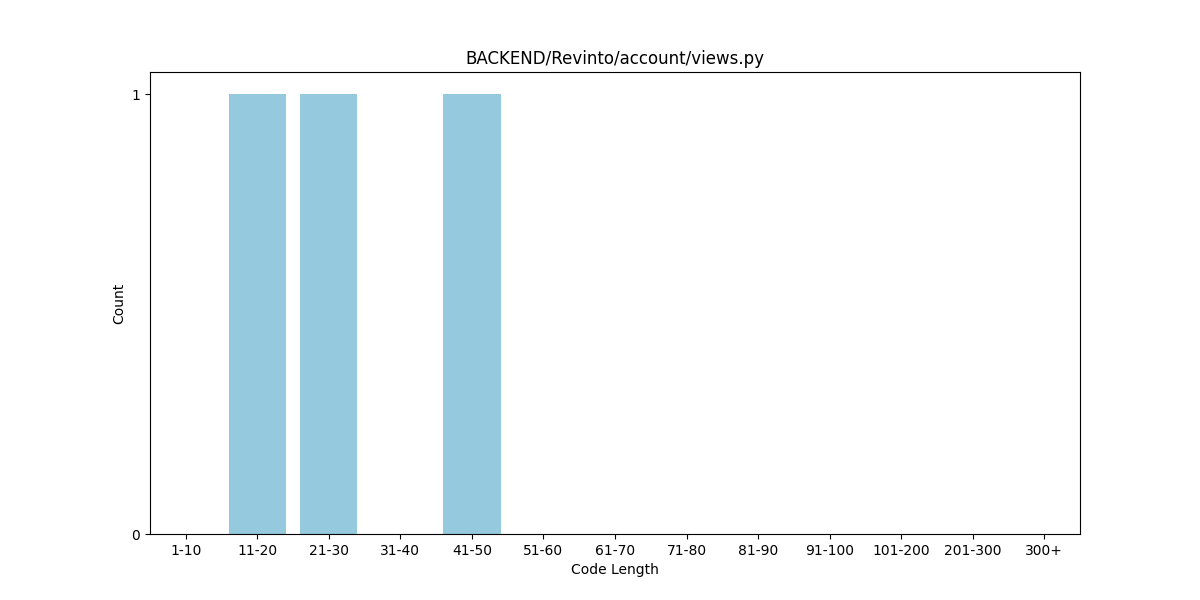 BACKEND/Revinto/account/views.py
1
0
Count
1-10 11-20 21-30 31-40 41-50 51-60 61-70 71-80 81-90 91-100 101-200 201-300 300+
Code Length